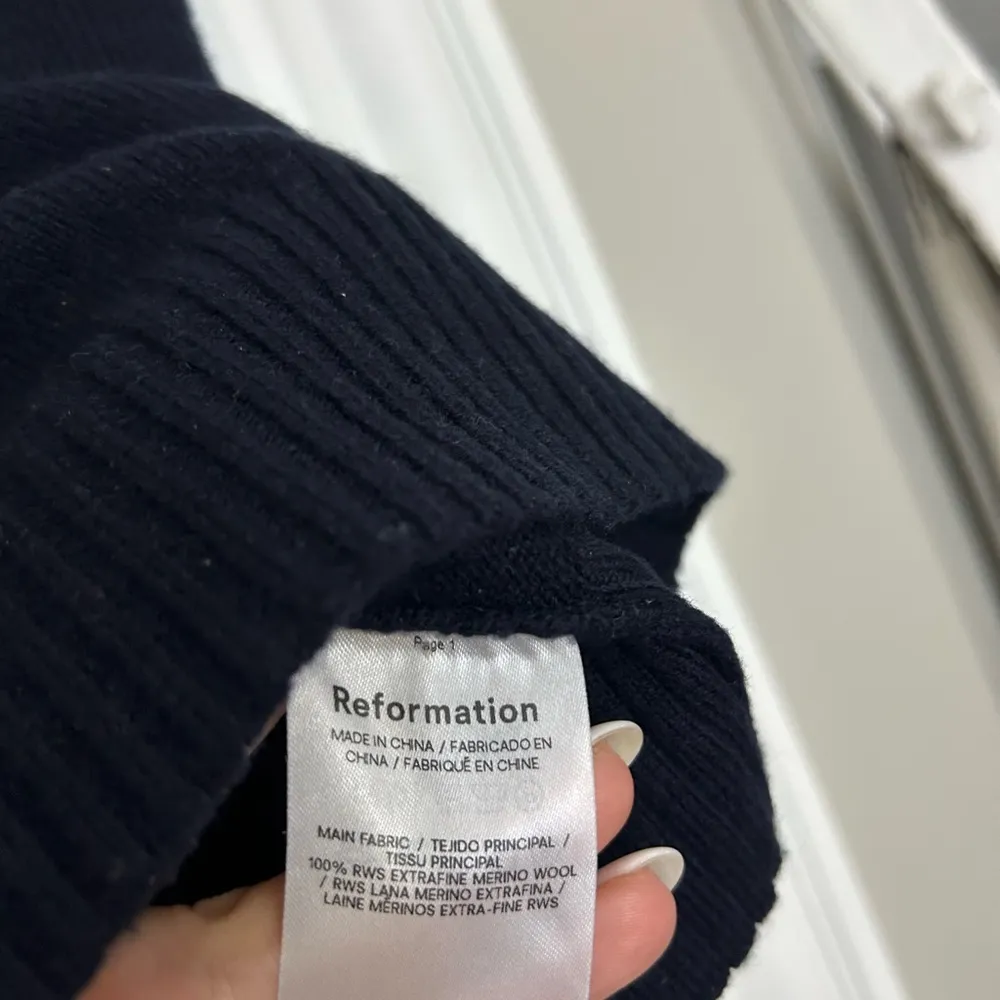 Page 1
Reformation
MADE IN CHINA / FABRICADO EN
CHINA / FABRIQUÉ EN CHINE
MAIN FABRIC / TEJIDO PRINCIPAL /
TISSU PRINCIPAL
100% RWS EXTRAFINE MERINO WOOL
/ RWS LANA MERINO EXTRAFINA /
LAINE MÉRINOS EXTRA-FINE RWS